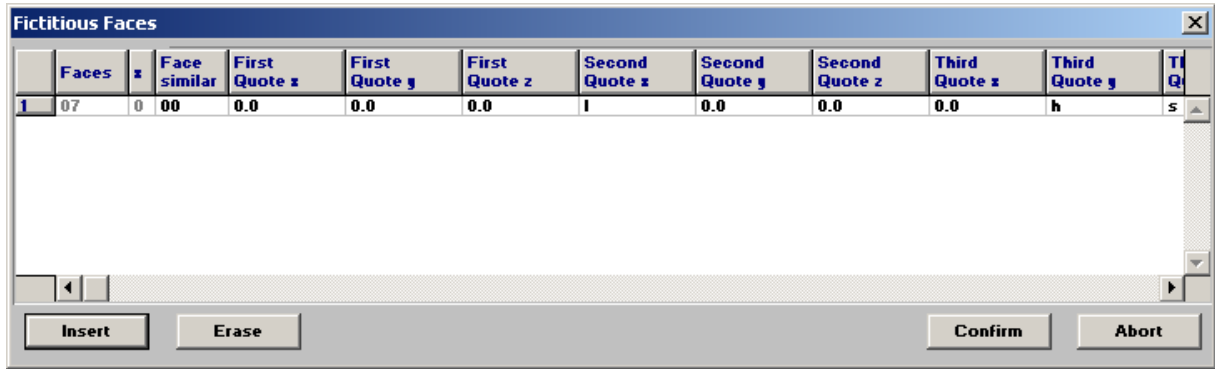 Fictitious Faces
Faces x Face similar First Quote x First Quote y First Quote z Second Quote x Second Quote y Second Quote z Third Quote x Third Quote y
1 07 0 00 0.0 0.0 0.0 l 0.0 0.0 0.0 h s
Insert Erase Confirm Abort